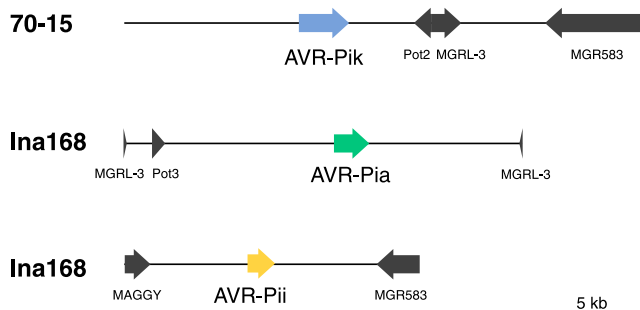 70-15
AVR-Pik
Pot2 MGRL-3
MGR583
Ina168
MGRL-3 Pot3
AVR-Pia
MGRL-3
Ina168
MAGGY
AVR-Pii
MGR583
5 kb